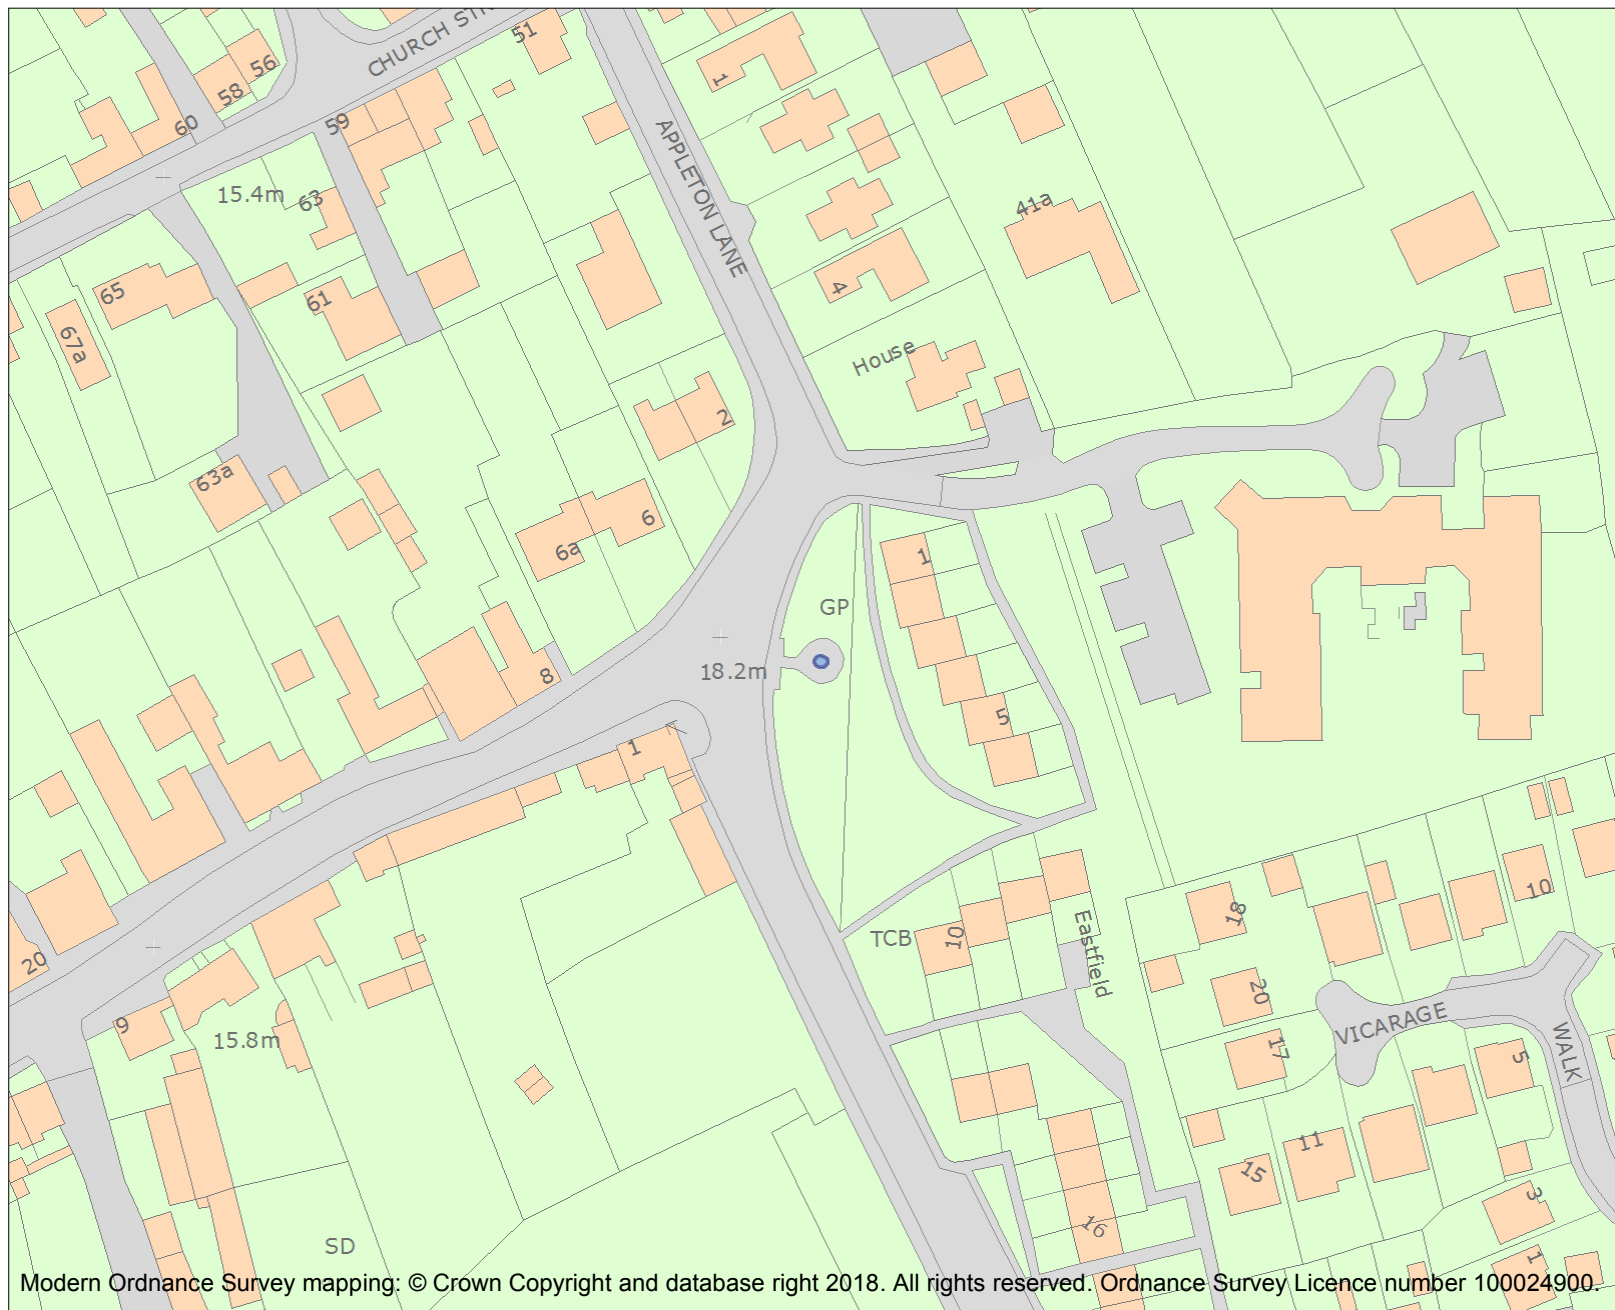 CHURCH STR
51
56
58
60
59
1
APPLETON LANE
15.4m
63
41a
65
61
4
67a
House
2
63a
6
6a
1
GP
18.2m
8
5
1
10
18
TCB
10
Eastfield
20
20
9
15.8m
VICARAGE
WALK
17
5
11
15
3
16
SD
1
Modern Ordnance Survey mapping: © Crown Copyright and database right 2018. All rights reserved. Ordnance Survey Licence number 100024900.